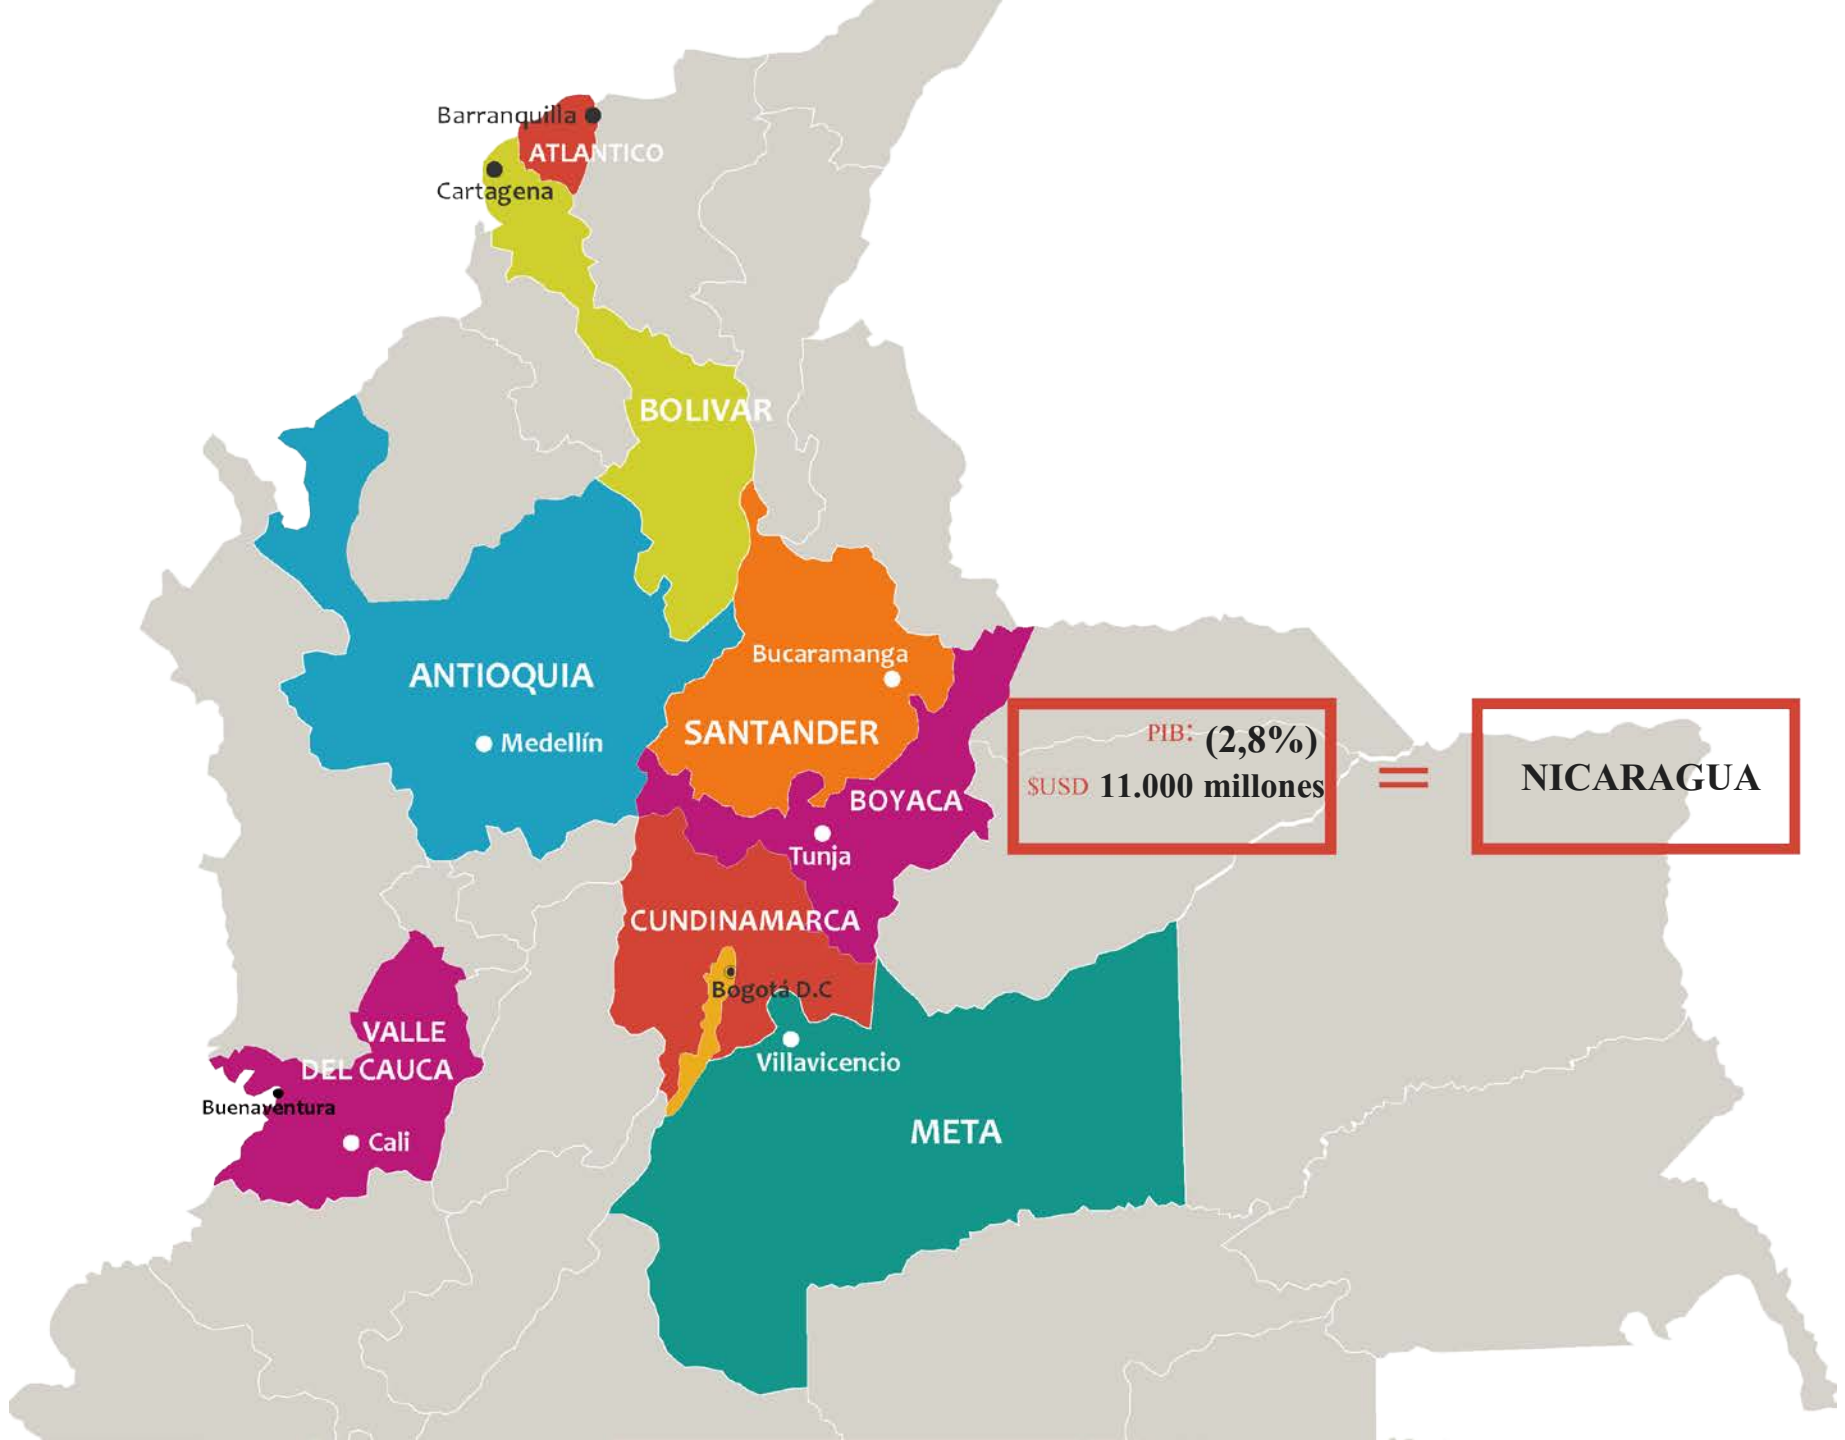 Barranquilla
ATLANTICO
Cartagena
BOLIVAR
Bucaramanga
ANTIOQUIA
SANTANDER
Medellín
PIB: (2,8%)
$USD 11.000 millones
=
NICARAGUA
BOYACA
Tunja
CUNDINAMARCA
Bogotá D.C
VALLE
DEL CAUCA
Villavicencio
Buenaventura
META
Cali